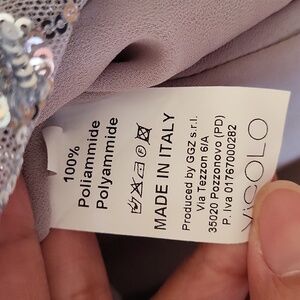 100%
Poliammide
Polyammide
MADE IN ITALY
Produced by GGZ s.r.l.
Via Tezzon 6/A
35020 Pozzonovo (PD)
P. Iva 01767000282
VICOLO